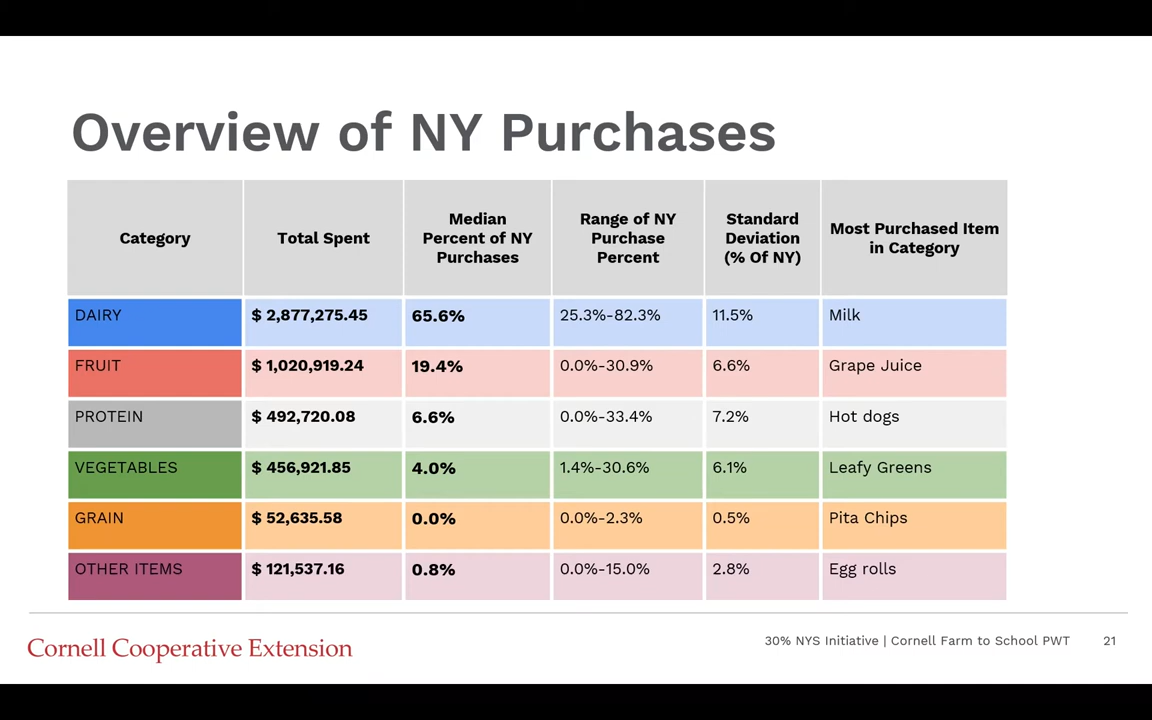 Overview of NY Purchases
Category
Total Spent
Median
Percent of NY
Purchases
Range of NY
Purchase
Percent
Standard
Deviation
(% Of NY)
Most Purchased Item
in Category
DAIRY
$ 2,877,275.45
65.6%
25.3%-82.3%
11.5%
Milk
FRUIT
$ 1,020,919.24
19.4%
0.0%-30.9%
6.6%
Grape Juice
PROTEIN
$ 492,720.08
6.6%
0.0%-33.4%
7.2%
Hot dogs
VEGETABLES
$ 456,921.85
4.0%
1.4%-30.6%
6.1%
Leafy Greens
GRAIN
$ 52,635.58
0.0%
0.0%-2.3%
0.5%
Pita Chips
OTHER ITEMS
$ 121,537.16
0.8%
0.0%-15.0%
2.8%
Egg rolls
Cornell Cooperative Extension
30% NYS Initiative | Cornell Farm to School PWT
21